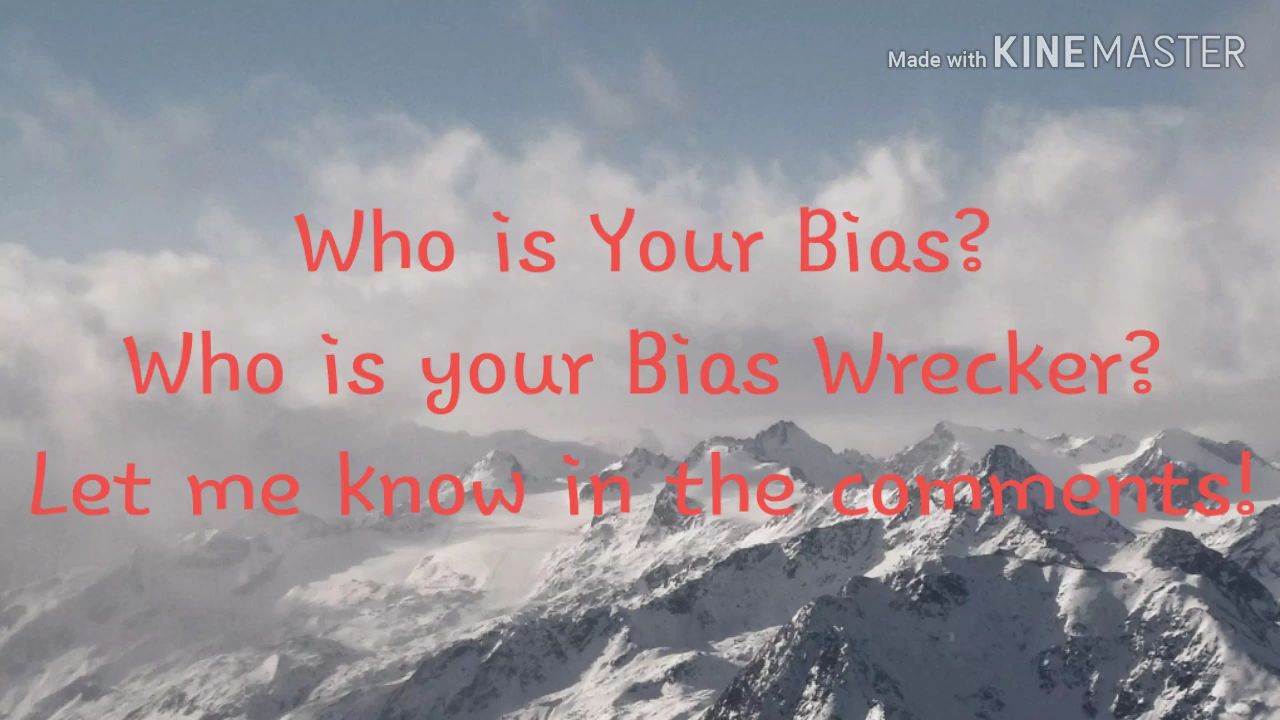 Made with KINEMASTER
Who is Your Bias?
Who is your Bias Wrecker?
Let me know in the comments!